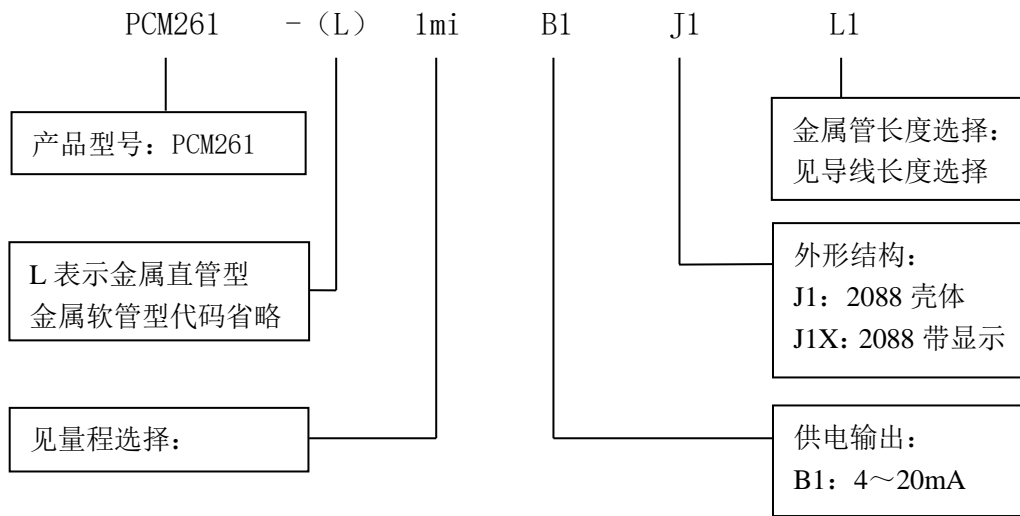 PCM261 -(L) 1mi B1 J1 L1
产品型号：PCM261
金属管长度选择：
见导线长度选择
L 表示金属直管型
金属软管型代码省略
外形结构：
J1：2088 壳体
J1X：2088 带显示
见量程选择：
供电输出：
B1：4～20mA